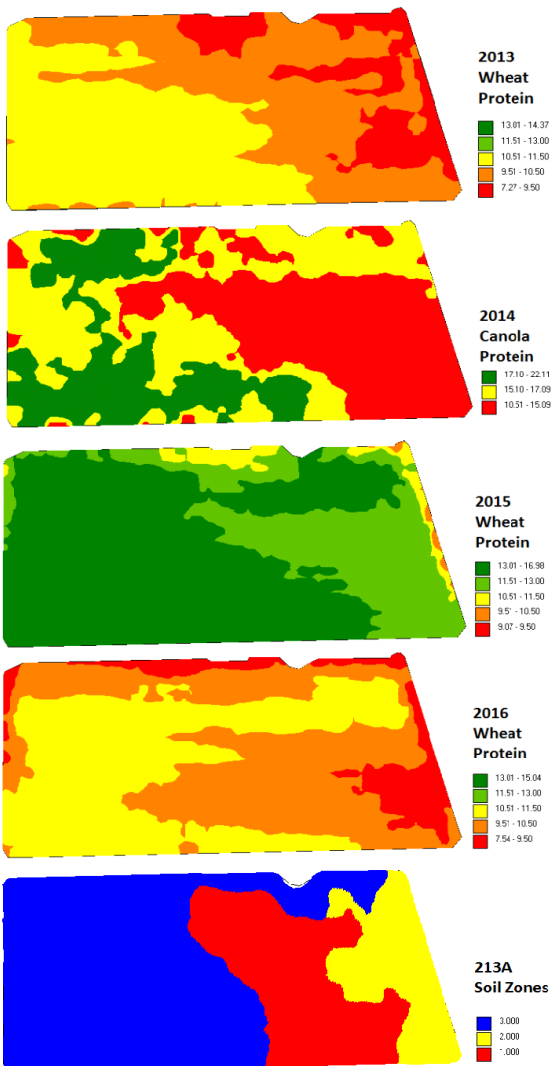 2013
Wheat
Protein
13.01 - 14.37
11.51 - 13.00
10.51 - 11.50
9.51 - 10.50
7.27 - 9.50
2014
Canola
Protein
17.10 - 22.11
15.10 - 17.09
10.51 - 15.09
2015
Wheat
Protein
13.01 - 16.98
11.51 - 13.00
10.51 - 11.50
9.51 - 10.50
9.07 - 9.50
2016
Wheat
Protein
13.01 - 15.04
11.51 - 13.00
10.51 - 11.50
9.51 - 10.50
7.54 - 9.50
213A
Soil Zones
3.000
2.000
1.000